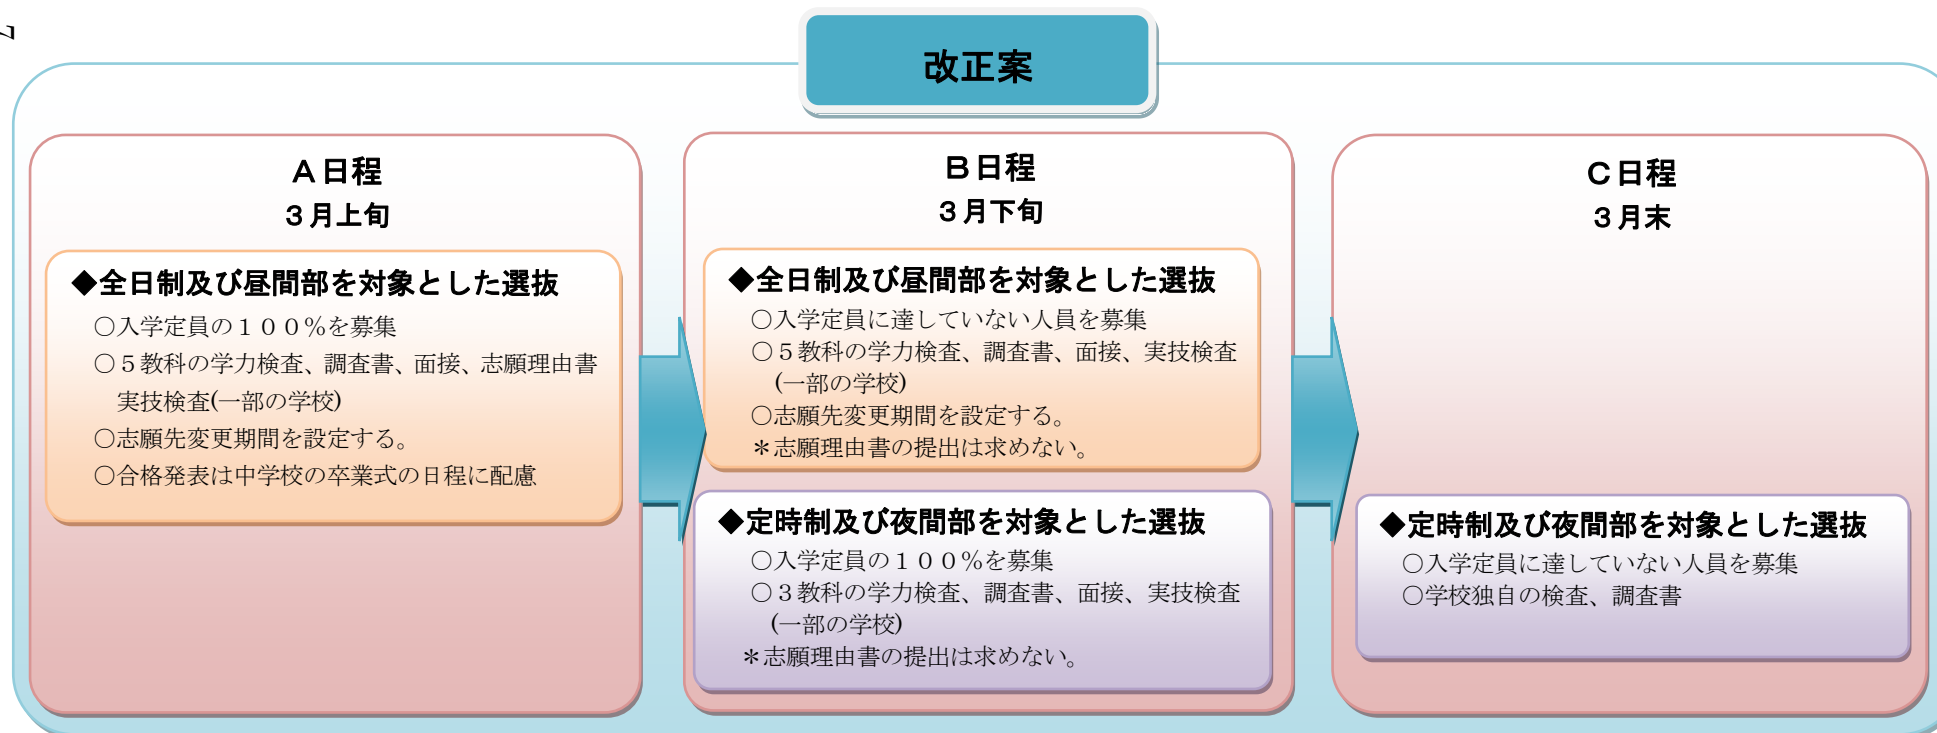 改正案
A日程
3月上旬
◆全日制及び昼間部を対象とした選抜
○入学定員の100%を募集
○5教科の学力検査、調査書、面接、志願理由書
実技検査(一部の学校)
○志願先変更期間を設定する。
○合格発表は中学校の卒業式の日程に配慮
B日程
3月下旬
◆全日制及び昼間部を対象とした選抜
○入学定員に達していない人員を募集
○5教科の学力検査、調査書、面接、実技検査
(一部の学校)
○志願先変更期間を設定する。
*志願理由書の提出は求めない。
◆定時制及び夜間部を対象とした選抜
○入学定員の100%を募集
○3教科の学力検査、調査書、面接、実技検査
(一部の学校)
*志願理由書の提出は求めない。
C日程
3月末
◆定時制及び夜間部を対象とした選抜
○入学定員に達していない人員を募集
○学校独自の検査、調査書